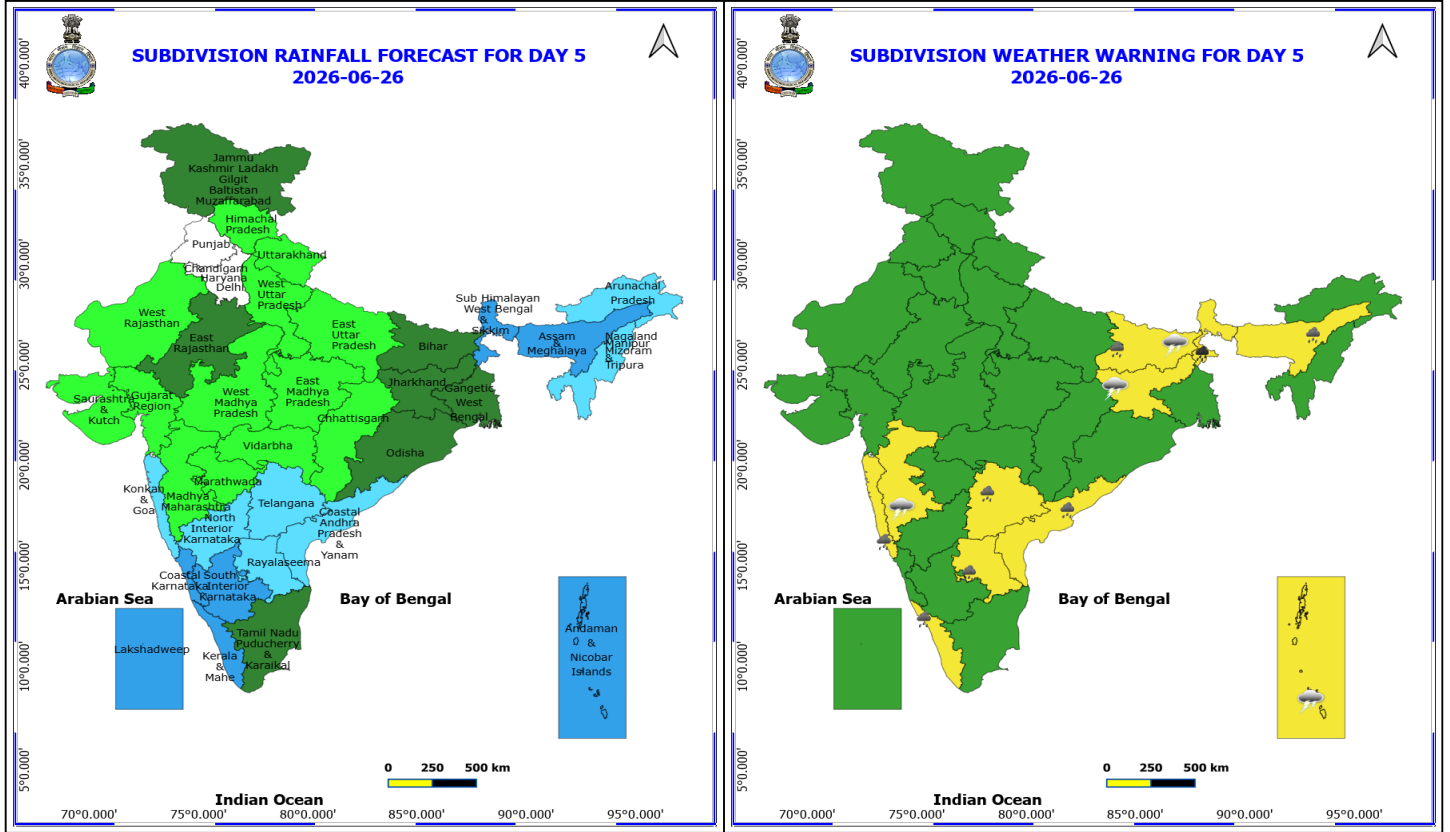 SUBDIVISION RAINFALL FORECAST FOR DAY 5
2026-06-26
40°0.000'
35°0.000'
30°0.000'
25°0.000'
20°0.000'
15°0.000'
10°0.000'
5°0.000'
Jammu
Kashmir Ladakh
Gilgit
Baltistan
Muzaffarabad
Himachal
Pradesh
Punjab
Uttarakhand
Chandigarh
Haryana
Delhi
West
Uttar
Pradesh
West
Rajasthan
East
Rajasthan
East
Uttar
Pradesh
Bihar
Sub Himalayan
West Bengal
&
Sikkim
Arunachal
Pradesh
Assam
&
Meghalaya
Nagaland
Manipur
Mizoram
&
Tripura
Jharkhand
Gangetic
West
Bengal
Saurashtra
&
Kutch
Gujarat
Region
West
Madhya
Pradesh
East
Madhya
Pradesh
Chhattisgarh
Vidarbha
Odisha
Konkan
&
Goa
Madhya
Maharashtra
Marathwada
Telangana
North
Interior
Karnataka
Coastal
Andhra
Pradesh
&
Yanam
Rayalaseema
Coastal
Karnataka
South
Interior
Karnataka
Arabian Sea
Bay of Bengal
Lakshadweep
Kerala
&
Mahe
Tamil Nadu
Puducherry
&
Karaikal
Andaman
&
Nicobar
Islands
0 250 500 km
Indian Ocean
70°0.000' 75°0.000' 80°0.000' 85°0.000' 90°0.000' 95°0.000'
SUBDIVISION WEATHER WARNING FOR DAY 5
2026-06-26
40°0.000'
35°0.000'
30°0.000'
25°0.000'
20°0.000'
15°0.000'
10°0.000'
5°0.000'
Arabian Sea
Bay of Bengal
0 250 500 km
Indian Ocean
70°0.000' 75°0.000' 80°0.000' 85°0.000' 90°0.000' 95°0.000'